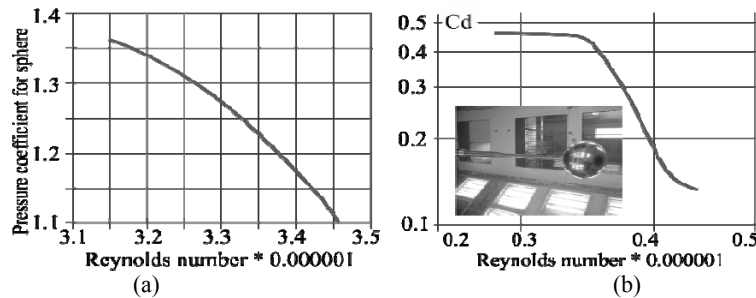 Pressure coefficient for sphere
1.4
1.3
1.2
1.1
3.1 3.2 3.3 3.4 3.5
Reynolds number * 0.000001
(a)
Cd
0.5
0.4
0.3
0.2
0.1
0.2 0.3 0.4 0.5
Reynolds number * 0.000001
(b)